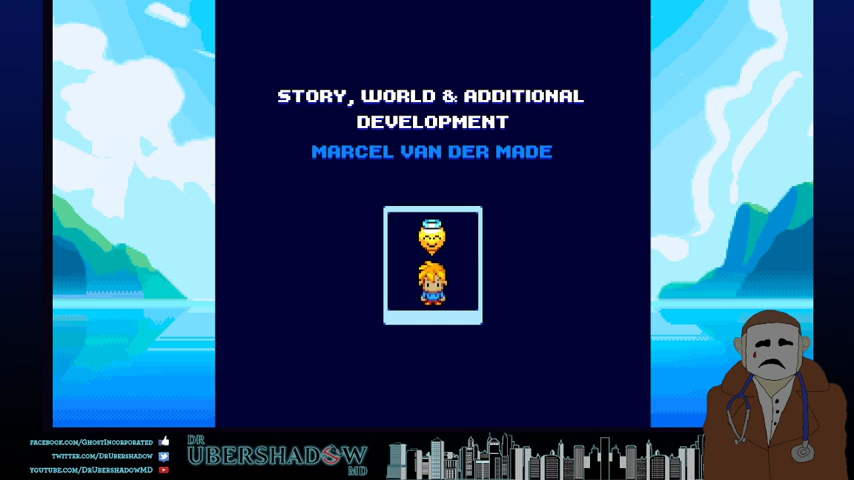 STORY, WORLD & ADDITIONAL
DEVELOPMENT
MARCEL VAN DER MADE
FACEBOOK.COM/GHOSTINCORPORATED
TWITTER.COM/DRUBERSHADOW
YOUTUBE.COM/DRUBERSHADOWMD
DR
UBERSHADOW
MD